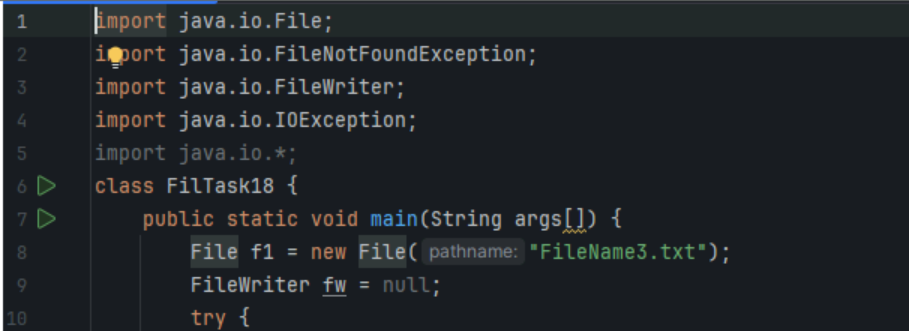 1 import java.io.File;
2 import java.io.FileNotFoundException;
3 import java.io.FileWriter;
4 import java.io.IOException;
5 import java.io.*;
6 class FilTask18 {
7 public static void main(String args[]) {
8 File f1 = new File( pathname: "FileName3.txt");
9 FileWriter fw = null;
10 try {